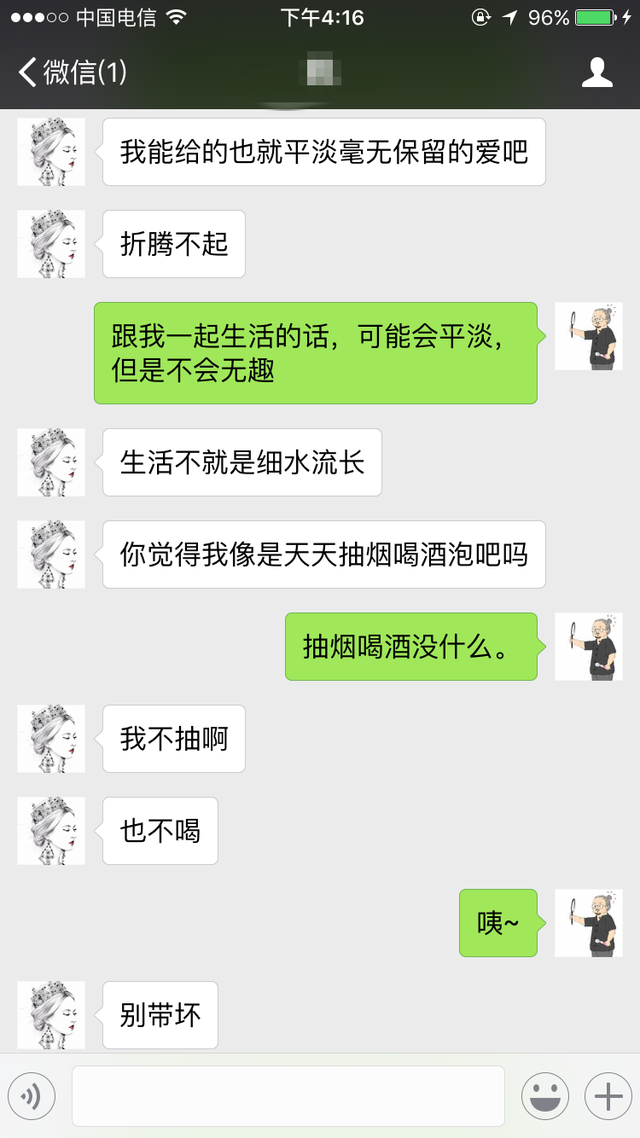 中国电信 下午4:16 96%
微信(1)
我能给的也就平淡毫无保留的爱吧
折腾不起
跟我一起生活的话，可能会平淡，
但是不会无趣
生活不就是细水流长
你觉得我像是天天抽烟喝酒泡吧吗
抽烟喝酒没什么。
我不抽啊
也不喝
咦~
别带坏